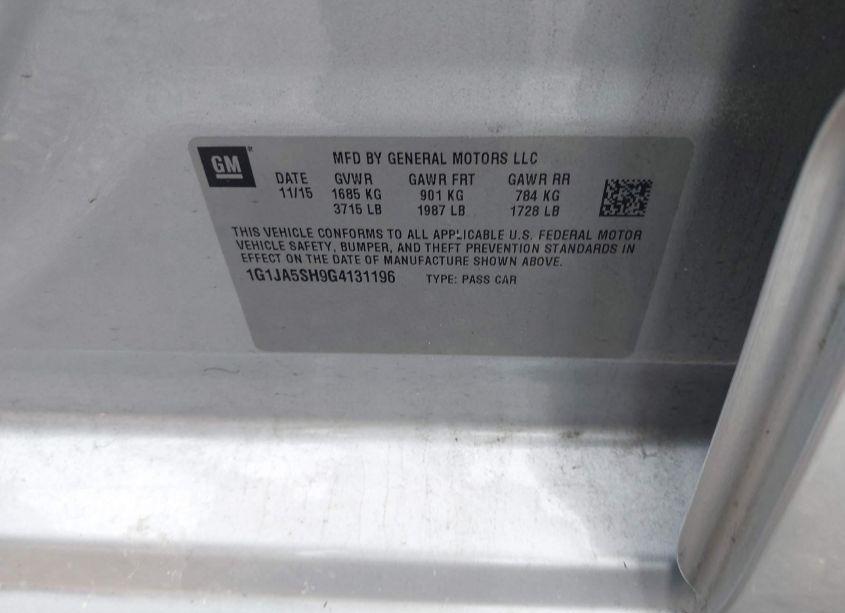 GM
MFD BY GENERAL MOTORS LLC
DATE GVWR GAWR FRT GAWR RR
11/15 1685 KG 901 KG 784 KG
3715 LB 1987 LB 1728 LB
THIS VEHICLE CONFORMS TO ALL APPLICABLE U.S. FEDERAL MOTOR
VEHICLE SAFETY, BUMPER, AND THEFT PREVENTION STANDARDS IN
EFFECT ON THE DATE OF MANUFACTURE SHOWN ABOVE.
1G1JA5SH9G4131196 TYPE: PASS CAR